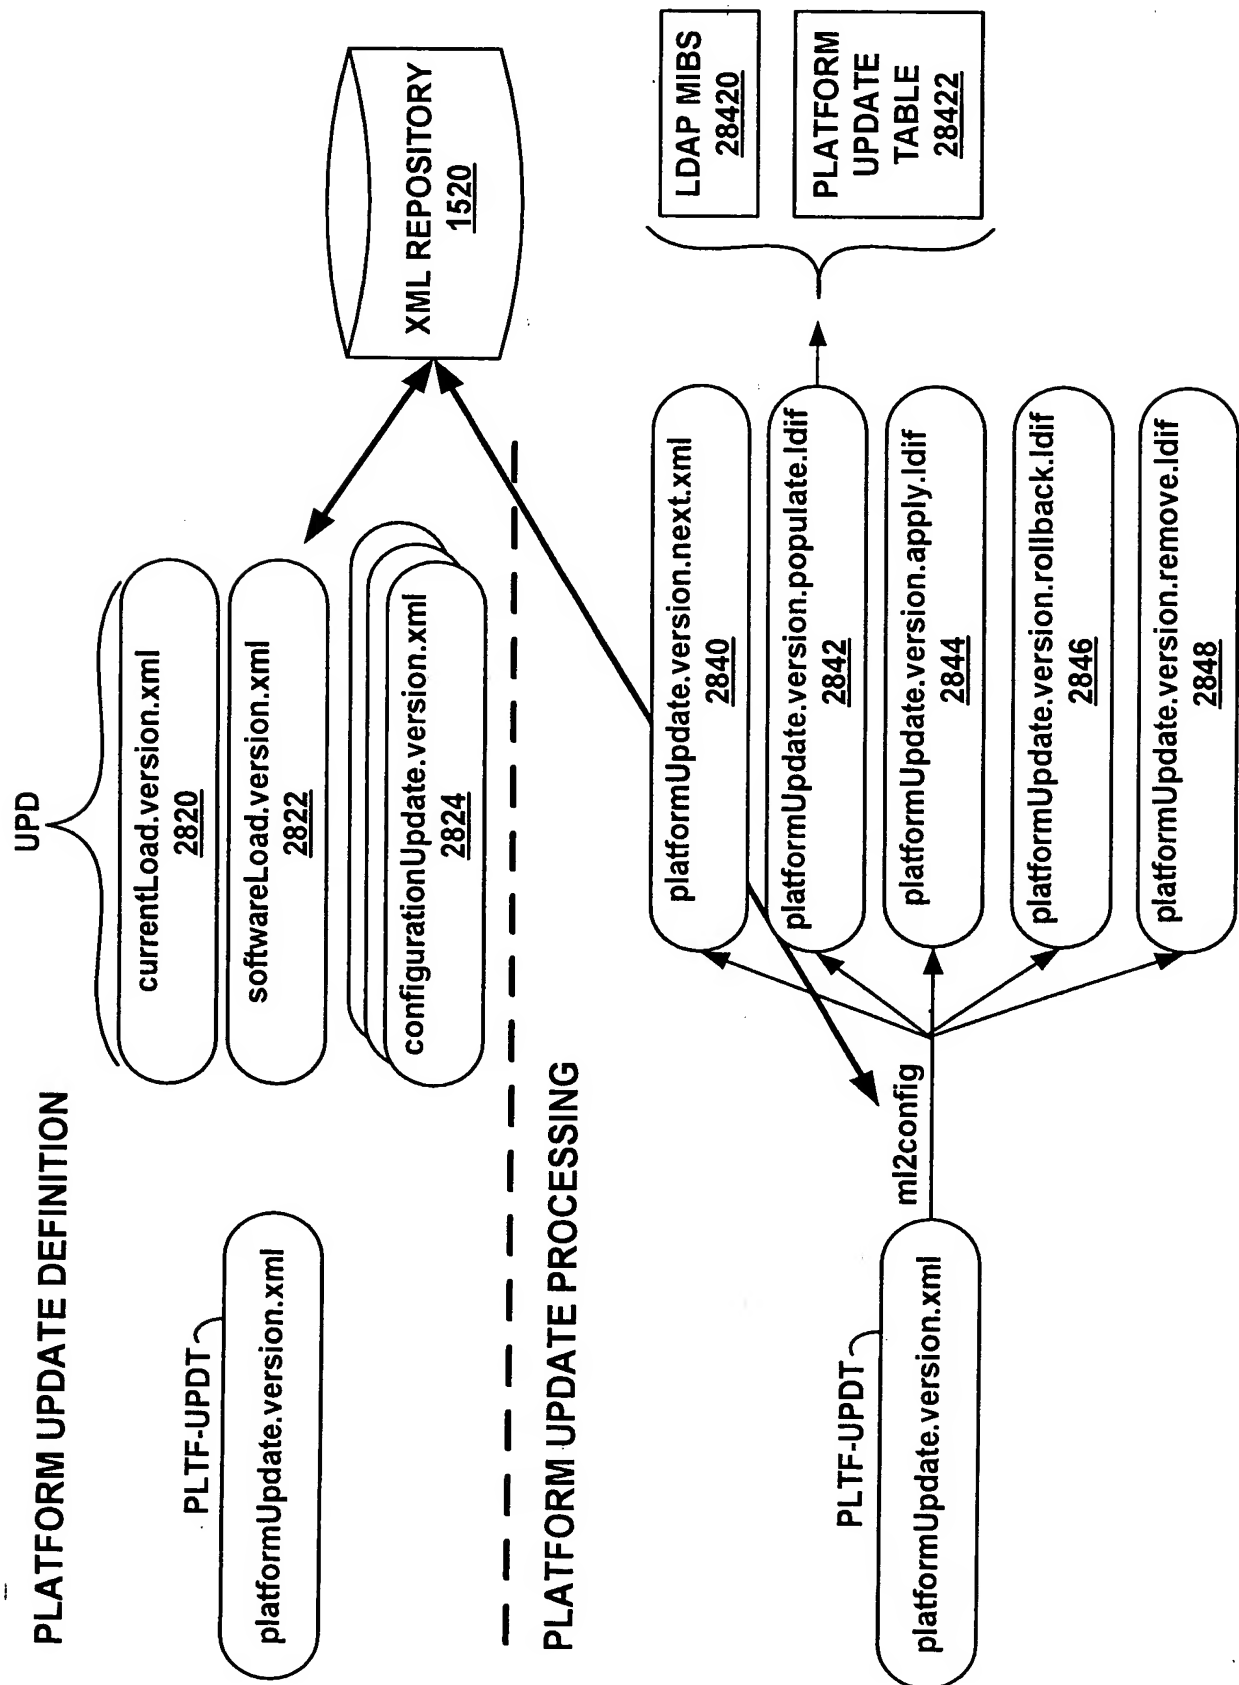 PLATFORM UPDATE DEFINITION
UPD
PLTF-UPDT
platformUpdate.version.xml
currentLoad.version.xml
2820
softwareLoad.version.xml
2822
configurationUpdate.version.xml
2824
XML REPOSITORY
1520
PLATFORM UPDATE PROCESSING
PLTF-UPDT
platformUpdate.version.xml
ml2config
platformUpdate.version.next.xml
2840
platformUpdate.version.populate.ldif
2842
platformUpdate.version.apply.ldif
2844
platformUpdate.version.rollback.ldif
2846
platformUpdate.version.remove.ldif
2848
LDAP MIBS
28420
PLATFORM
UPDATE
TABLE
28422